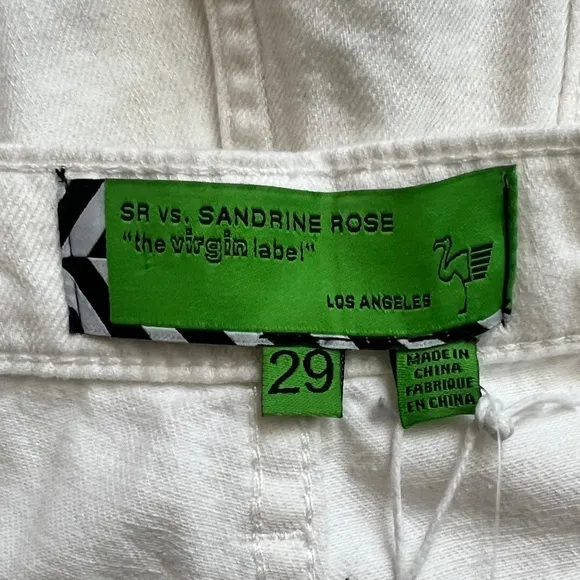 SR vs. SANDRINE ROSE
"the virgin label"
LOS ANGELES
29
MADE IN
CHINA
FABRIQUE
EN CHINA